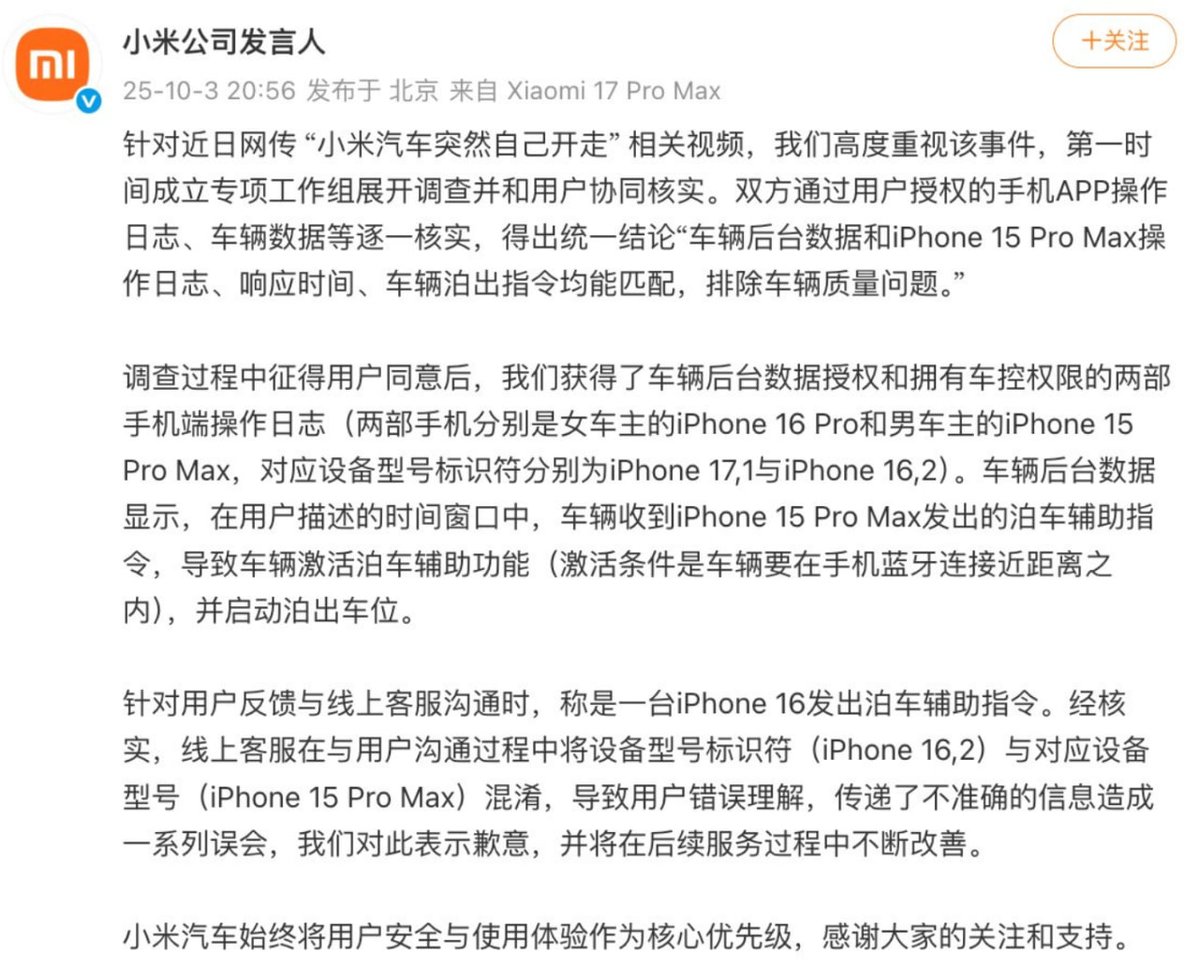 小米公司发言人
+关注
25-10-3 20:56 发布于 北京 来自 Xiaomi 17 Pro Max
针对近日网传 “小米汽车突然自己开走” 相关视频，我们高度重视该事件，第一时
间成立专项工作组展开调查并和用户协同核实。双方通过用户授权的手机APP操作
日志、车辆数据等逐一核实，得出统一结论“车辆后台数据和iPhone 15 Pro Max操
作日志、响应时间、车辆泊出指令均能匹配，排除车辆质量问题。”
调查过程中征得用户同意后，我们获得了车辆后台数据授权和拥有车控权限的两部
手机端操作日志（两部手机分别是女车主的iPhone 16 Pro和男车主的iPhone 15
Pro Max，对应设备型号标识符分别为iPhone 17,1与iPhone 16,2）。车辆后台数据
显示，在用户描述的时间窗口中，车辆收到iPhone 15 Pro Max发出的泊车辅助指
令，导致车辆激活泊车辅助功能（激活条件是车辆要在手机蓝牙连接近距离之
内），并启动泊出车位。
针对用户反馈与线上客服沟通时，称是一台iPhone 16发出泊车辅助指令。经核
实，线上客服在与用户沟通过程中将设备型号标识符（iPhone 16,2）与对应设备
型号（iPhone 15 Pro Max）混淆，导致用户错误理解，传递了不准确的信息造成
一系列误会，我们对此表示歉意，并将在后续服务过程中不断改善。
小米汽车始终将用户安全与使用体验作为核心优先级，感谢大家的关注和支持。